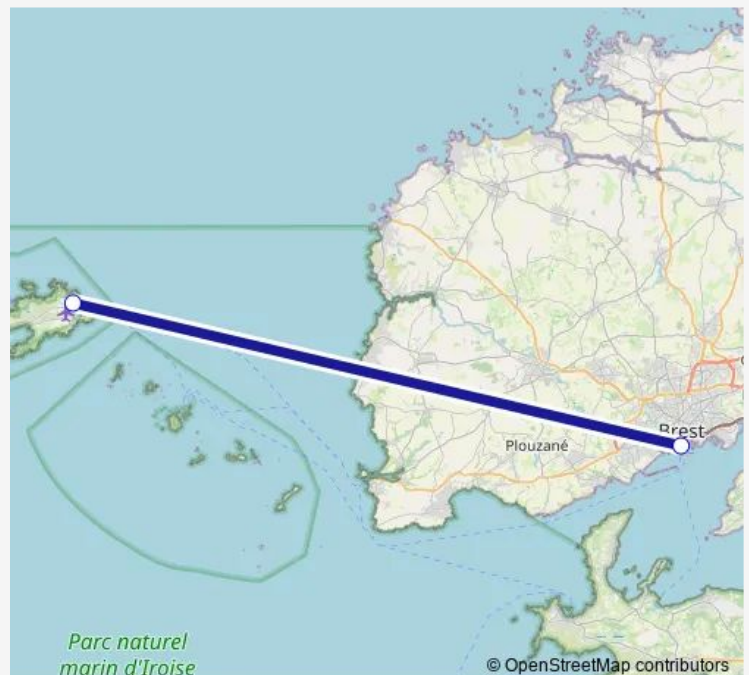 Brest
Plouzané
Parc naturel
marin d'Iroise
© OpenStreetMap contributors